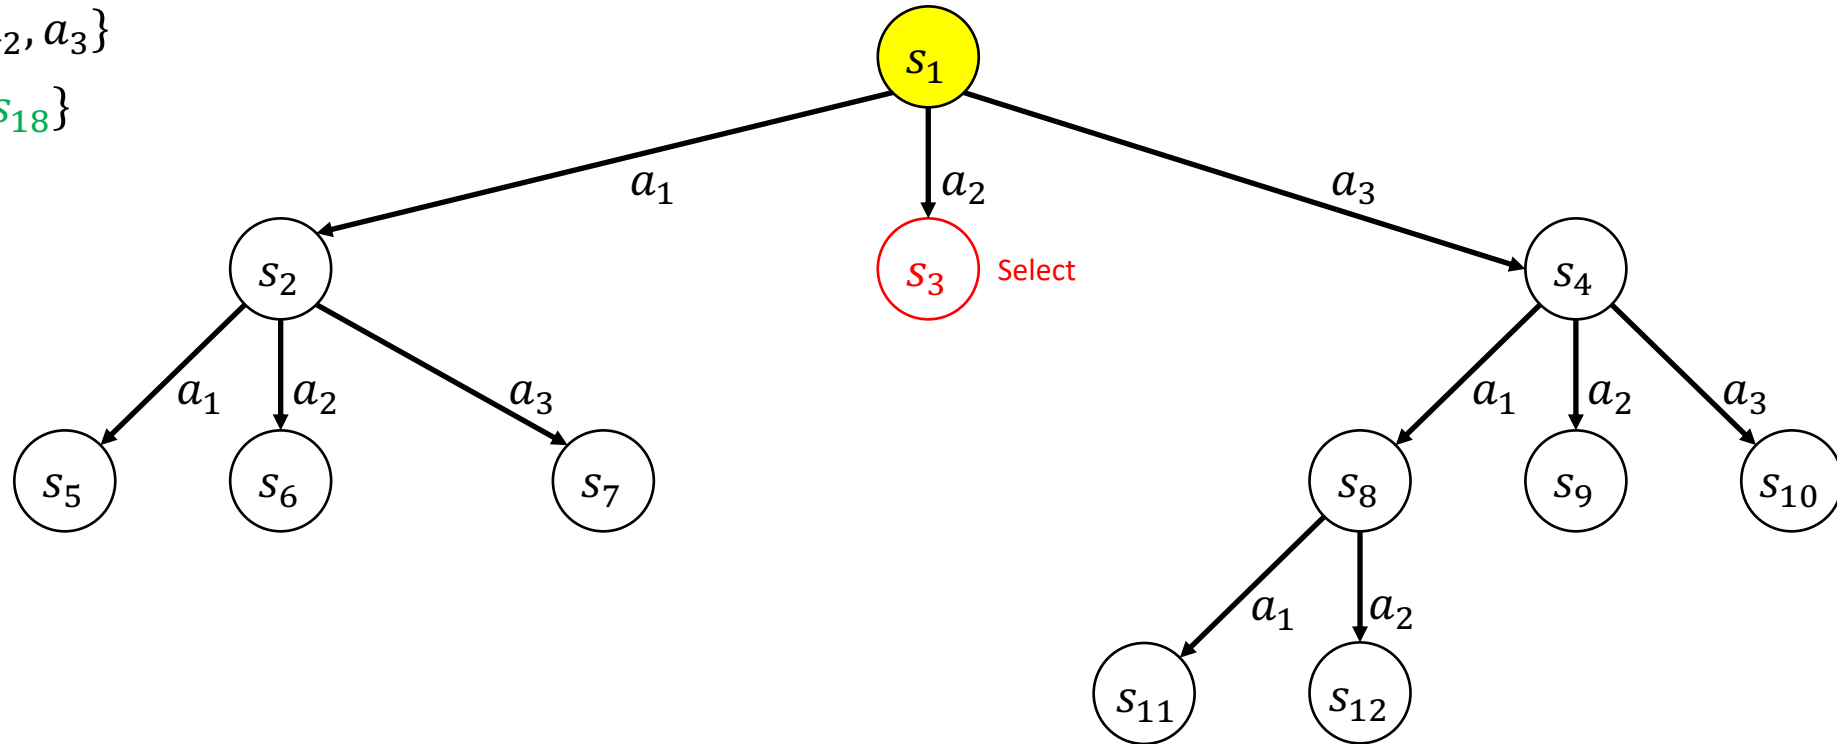 ₂, a₃}
s₁₈}
s₁
a₁ a₂ a₃
s₂ s₃ Select s₄
a₁ a₂ a₃ a₁ a₂ a₃
s₅ s₆ s₇ s₈ s₉ s₁₀
a₁ a₂
s₁₁ s₁₂